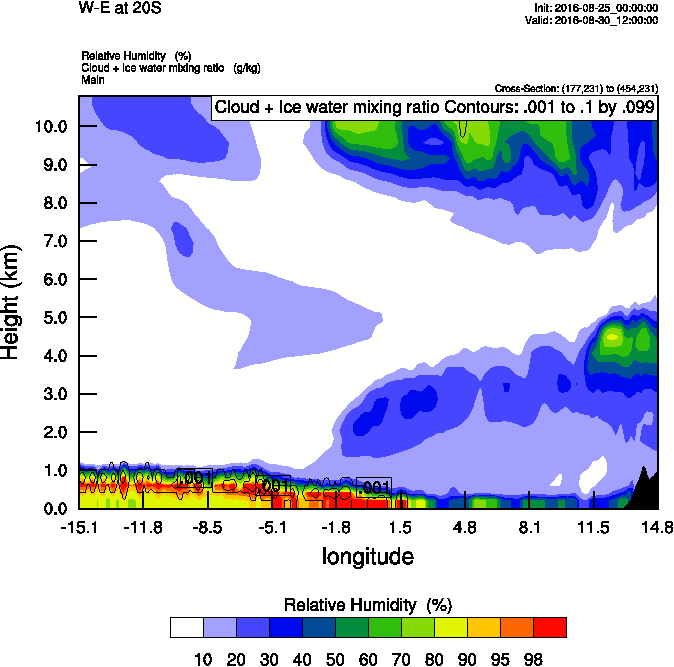 W-E at 20S
Init: 2016-08-25_00:00:00
Valid: 2016-08-30_12:00:00
Relative Humidity (%)
Cloud + Ice water mixing ratio (g/kg)
Main
Cross-Section: (177,231) to (454,231)
Cloud + Ice water mixing ratio Contours: .001 to .1 by .099
10.0
9.0
8.0
7.0
6.0
5.0
4.0
3.0
2.0
1.0
0.0
Height (km)
.001
.001
.001
-15.1 -11.8 -8.5 -5.1 -1.8 1.5 4.8 8.1 11.5 14.8
longitude
Relative Humidity (%)
10 20 30 40 50 60 70 80 90 95 98